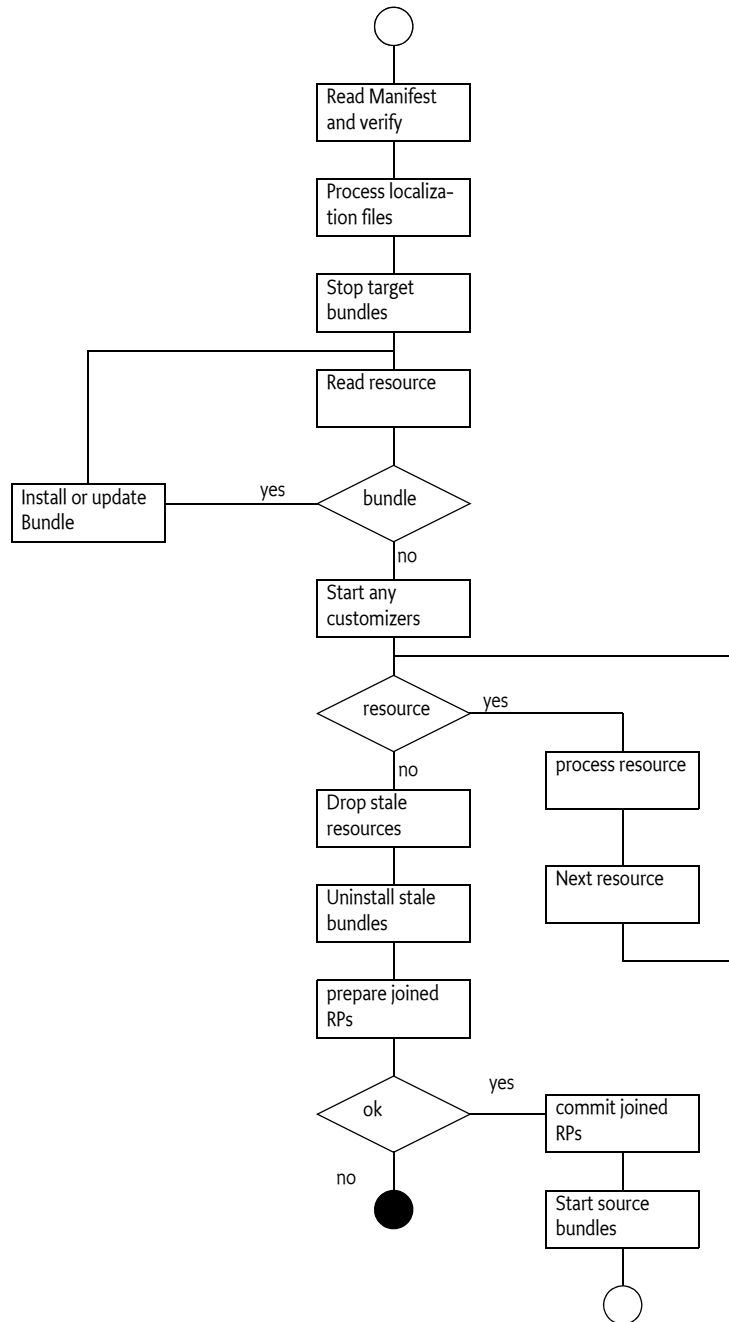 Read Manifest
and verify
Process localiza-
tion files
Stop target
bundles
Read resource
Install or update
Bundle
yes
bundle
no
Start any
customizers
resource
yes
process resource
no
Drop stale
resources
Next resource
Uninstall stale
bundles
prepare joined
RPs
ok
yes
commit joined
RPs
no
Start source
bundles